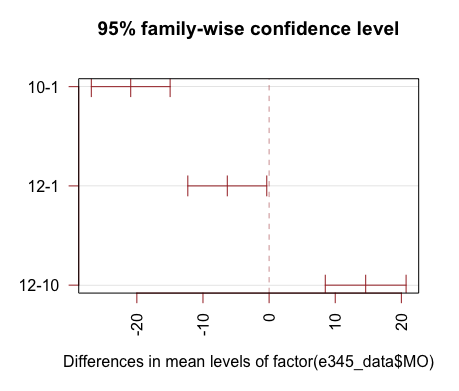 95% family-wise confidence level
10-1
12-1
12-10
-20 -10 0 10 20
Differences in mean levels of factor(e345_data$MO)